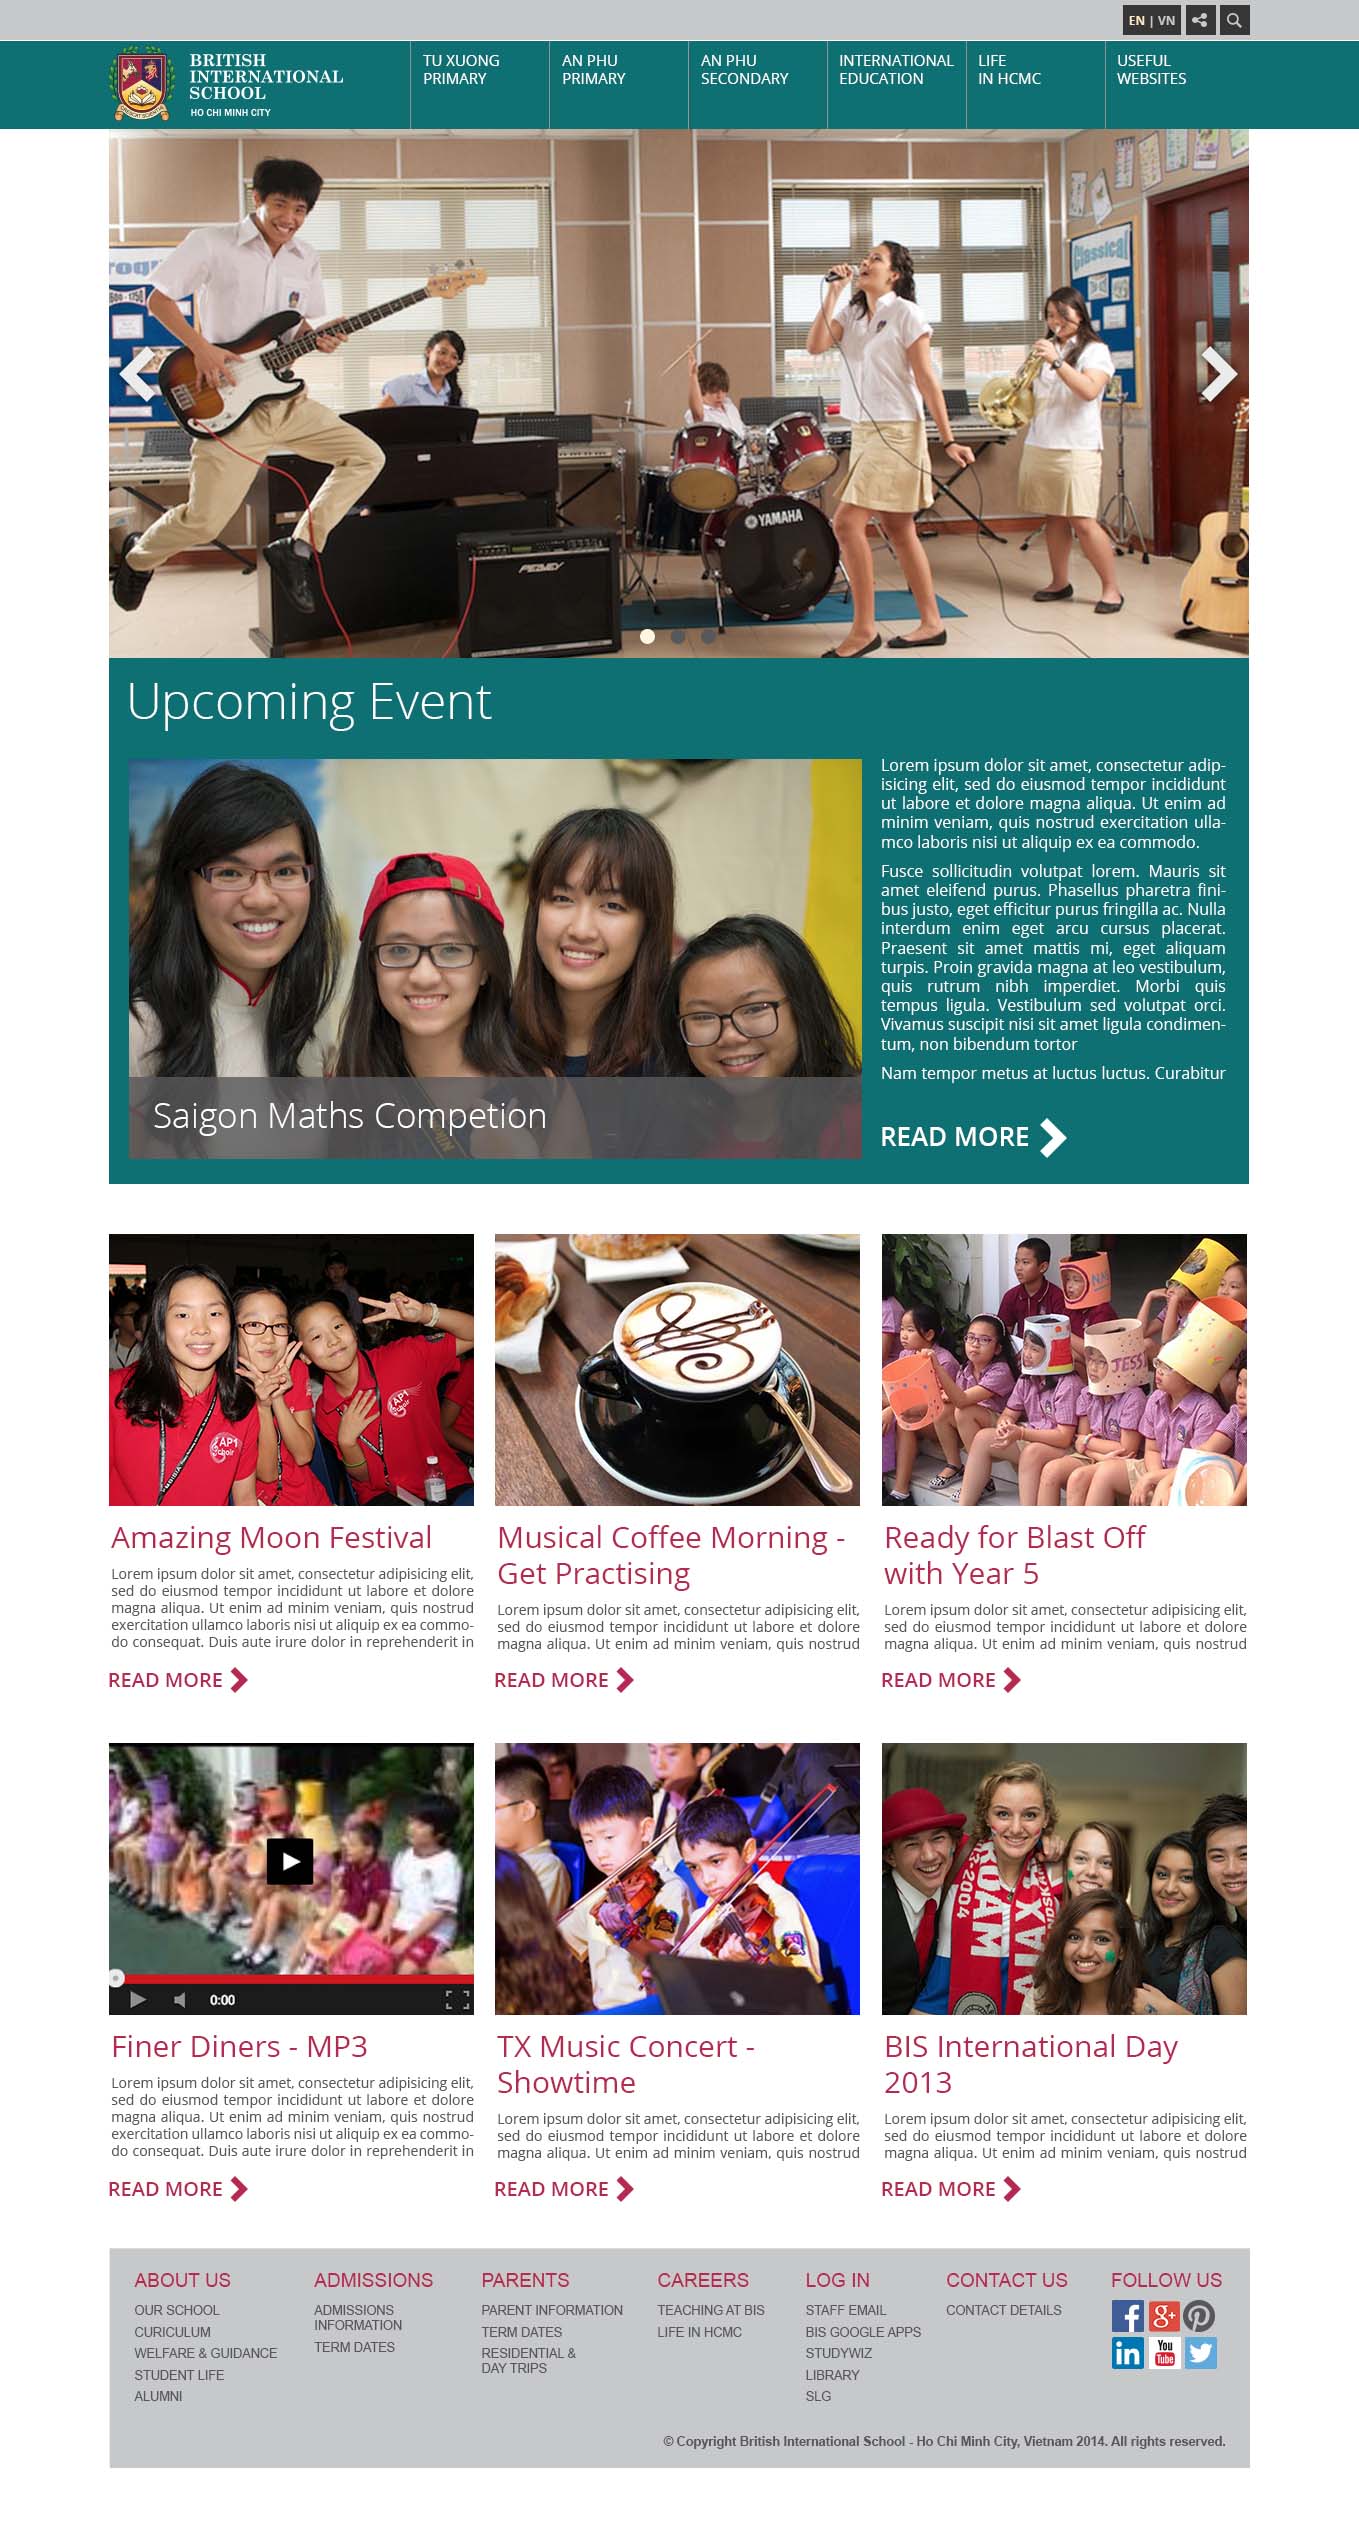 EN | VN
BRITISH
INTERNATIONAL
SCHOOL
HO CHI MINH CITY
TU XUONG
PRIMARY
AN PHU
PRIMARY
AN PHU
SECONDARY
INTERNATIONAL
EDUCATION
LIFE
IN HCMC
USEFUL
WEBSITES
Classical
YAMAHA
PEAVEY
Upcoming Event
Saigon Maths Competion
Lorem ipsum dolor sit amet, consectetur adip-
isicing elit, sed do eiusmod tempor incididunt
ut labore et dolore magna aliqua. Ut enim ad
minim veniam, quis nostrud exercitation ulla-
mco laboris nisi ut aliquip ex ea commodo.
Fusce sollicitudin volutpat lorem. Mauris sit
amet eleifend purus. Phasellus pharetra fini-
bus justo, eget efficitur purus fringilla ac. Nulla
interdum enim eget arcu cursus placerat.
Praesent sit amet mattis mi, eget aliquam
turpis. Proin gravida magna at leo vestibulum,
quis rutrum nibh imperdiet. Morbi quis
tempus ligula. Vestibulum sed volutpat orci.
Vivamus suscipit nisi sit amet ligula condimen-
tum, non bibendum tortor
Nam tempor metus at luctus luctus. Curabitur
READ MORE
AP1
choir
AP1
choir
Amazing Moon Festival
Lorem ipsum dolor sit amet, consectetur adipisicing elit,
sed do eiusmod tempor incididunt ut labore et dolore
magna aliqua. Ut enim ad minim veniam, quis nostrud
exercitation ullamco laboris nisi ut aliquip ex ea commo-
do consequat. Duis aute irure dolor in reprehenderit in
READ MORE
Musical Coffee Morning -
Get Practising
Lorem ipsum dolor sit amet, consectetur adipisicing elit,
sed do eiusmod tempor incididunt ut labore et dolore
magna aliqua. Ut enim ad minim veniam, quis nostrud
READ MORE
Ready for Blast Off
with Year 5
Lorem ipsum dolor sit amet, consectetur adipisicing elit,
sed do eiusmod tempor incididunt ut labore et dolore
magna aliqua. Ut enim ad minim veniam, quis nostrud
READ MORE
0:00
Finer Diners - MP3
Lorem ipsum dolor sit amet, consectetur adipisicing elit,
sed do eiusmod tempor incididunt ut labore et dolore
magna aliqua. Ut enim ad minim veniam, quis nostrud
exercitation ullamco laboris nisi ut aliquip ex ea commo-
do consequat. Duis aute irure dolor in reprehenderit in
READ MORE
TX Music Concert -
Showtime
Lorem ipsum dolor sit amet, consectetur adipisicing elit,
sed do eiusmod tempor incididunt ut labore et dolore
magna aliqua. Ut enim ad minim veniam, quis nostrud
READ MORE
BIS International Day
2013
Lorem ipsum dolor sit amet, consectetur adipisicing elit,
sed do eiusmod tempor incididunt ut labore et dolore
magna aliqua. Ut enim ad minim veniam, quis nostrud
READ MORE
ABOUT US
OUR SCHOOL
CURICULUM
WELFARE & GUIDANCE
STUDENT LIFE
ALUMNI
ADMISSIONS
ADMISSIONS
INFORMATION
TERM DATES
PARENTS
PARENT INFORMATION
TERM DATES
RESIDENTIAL &
DAY TRIPS
CAREERS
TEACHING AT BIS
LIFE IN HCMC
LOG IN
STAFF EMAIL
BIS GOOGLE APPS
STUDYWIZ
LIBRARY
SLG
CONTACT US
CONTACT DETAILS
FOLLOW US
f
g+
in
You
Tube
© Copyright British International School - Ho Chi Minh City, Vietnam 2014. All rights reserved.